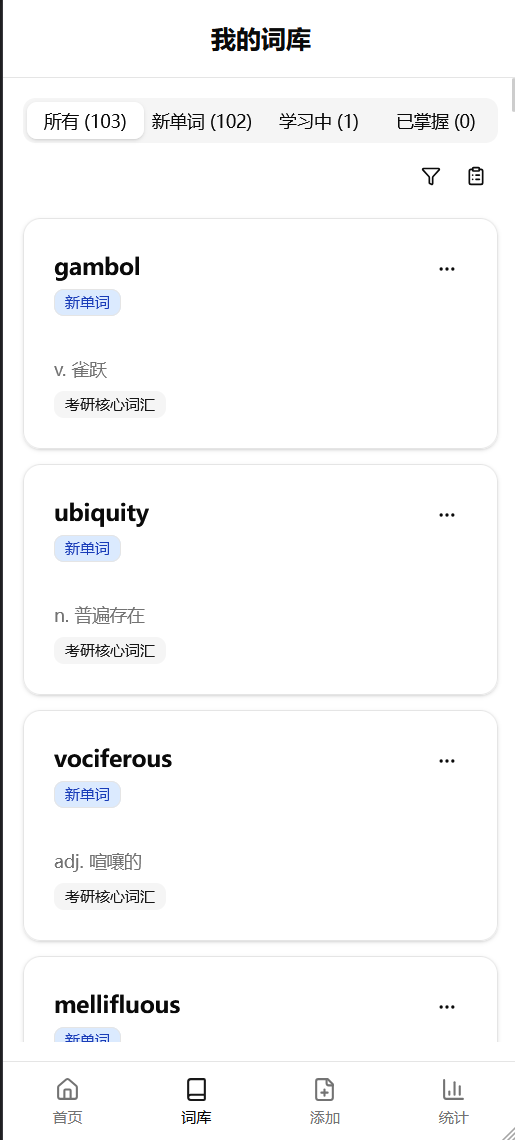 我的词库
所有 (103) 新单词 (102) 学习中 (1) 已掌握 (0)
gambol
新单词
v. 雀跃
考研核心词汇
ubiquity
新单词
n. 普遍存在
考研核心词汇
vociferous
新单词
adj. 喧嚷的
考研核心词汇
mellifluous
新单词
首页 词库 添加 统计